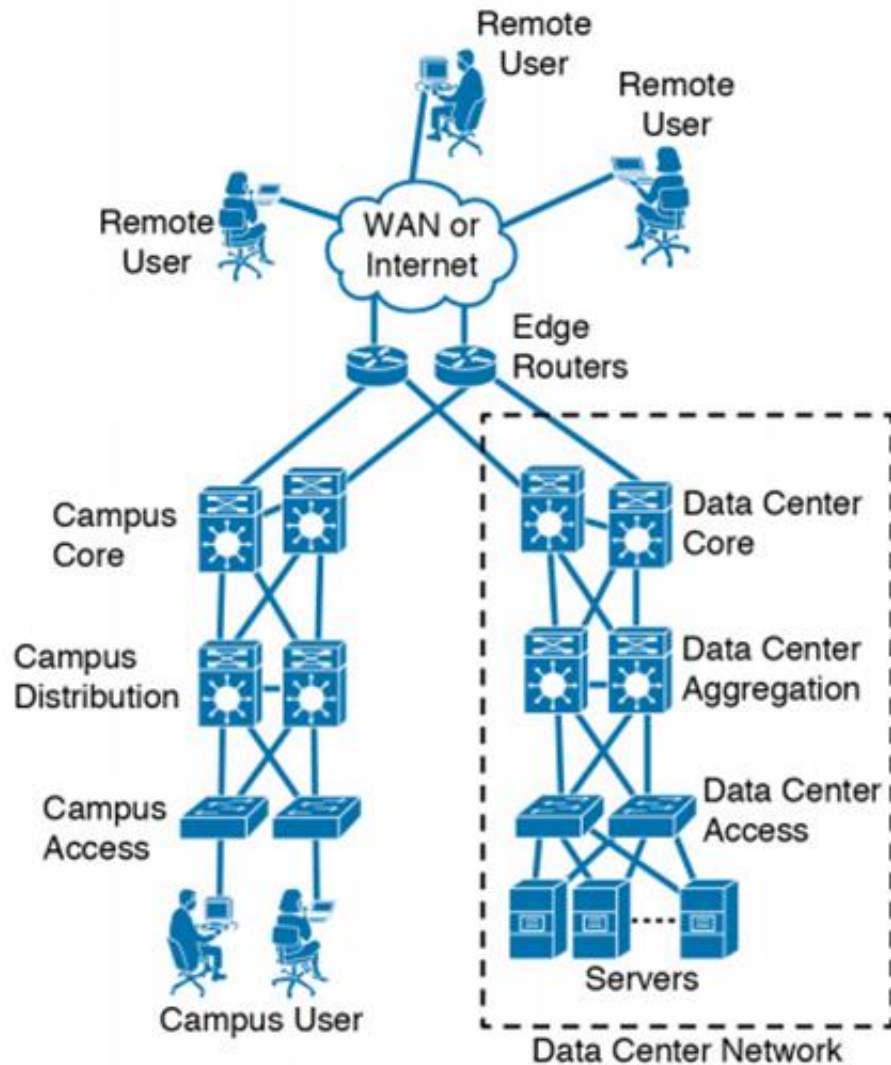 Remote
User
Remote
User
Remote
User
WAN or
Internet
Edge
Routers
Campus
Core
Data Center
Core
Campus
Distribution
Data Center
Aggregation
Campus
Access
Data Center
Access
Servers
Campus User
Data Center Network